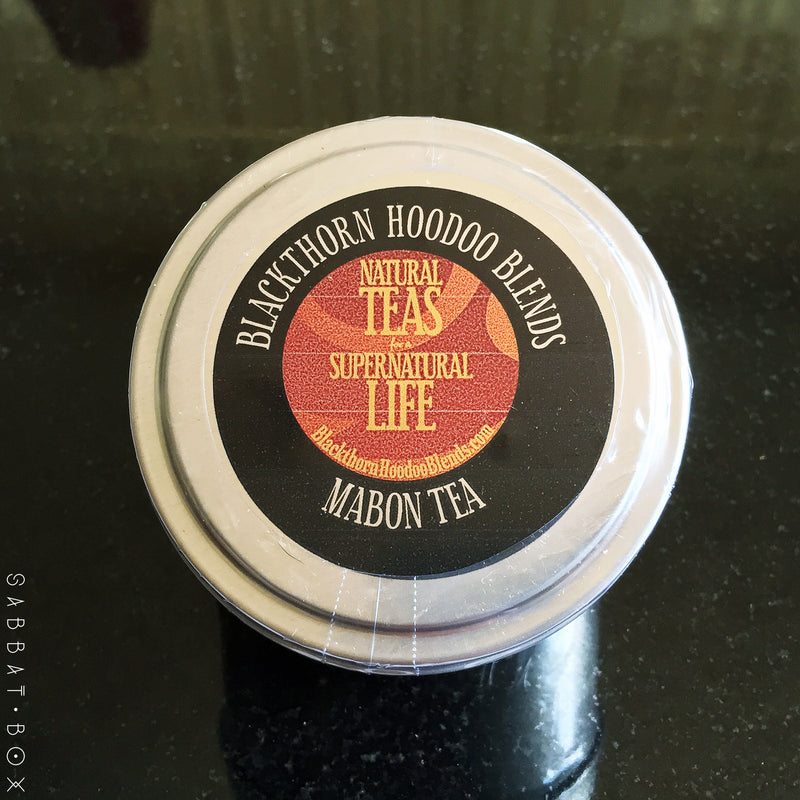 BLACKTHORN HOODOO BLENDS
NATURAL
TEAS
for a
SUPERNATURAL
LIFE
BlackthornHoodooBlends.com
MABON TEA
SABBAT·BOX